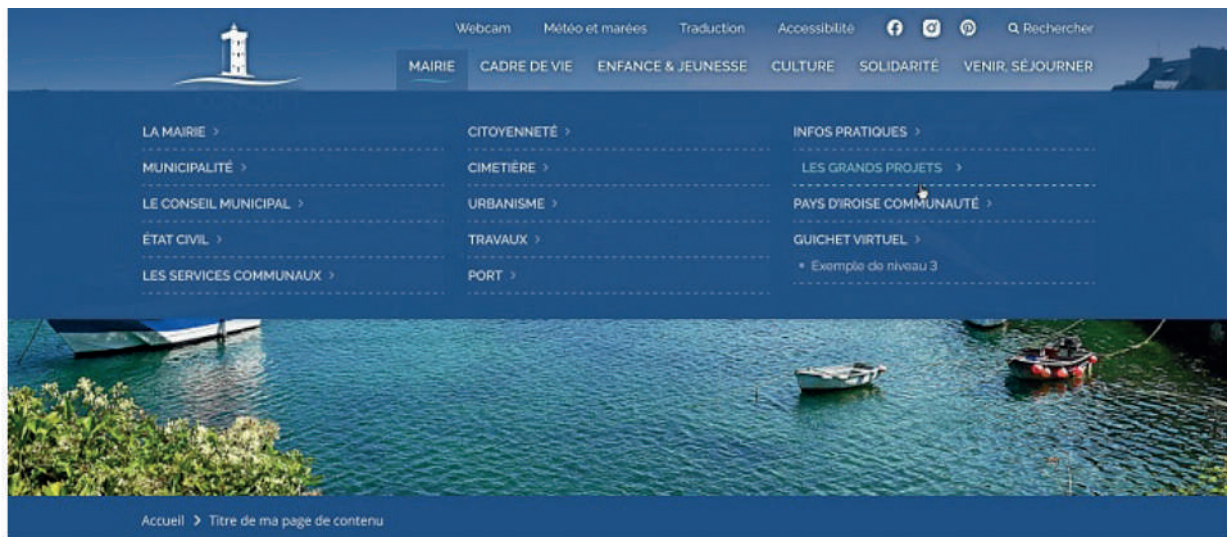 Webcam Météo et marées Traduction Accessibilité Rechercher
MAIRIE CADRE DE VIE ENFANCE & JEUNESSE CULTURE SOLIDARITÉ VENIR, SÉJOURNER
LA MAIRIE >
MUNICIPALITÉ >
LE CONSEIL MUNICIPAL >
ÉTAT CIVIL >
LES SERVICES COMMUNAUX >
CITOYENNETÉ >
CIMETIÈRE >
URBANISME >
TRAVAUX >
PORT >
INFOS PRATIQUES >
LES GRANDS PROJETS >
PAYS D'IROISE COMMUNAUTÉ >
GUICHET VIRTUEL >
Exemple de niveau 3
Accueil > Titre de ma page de contenu